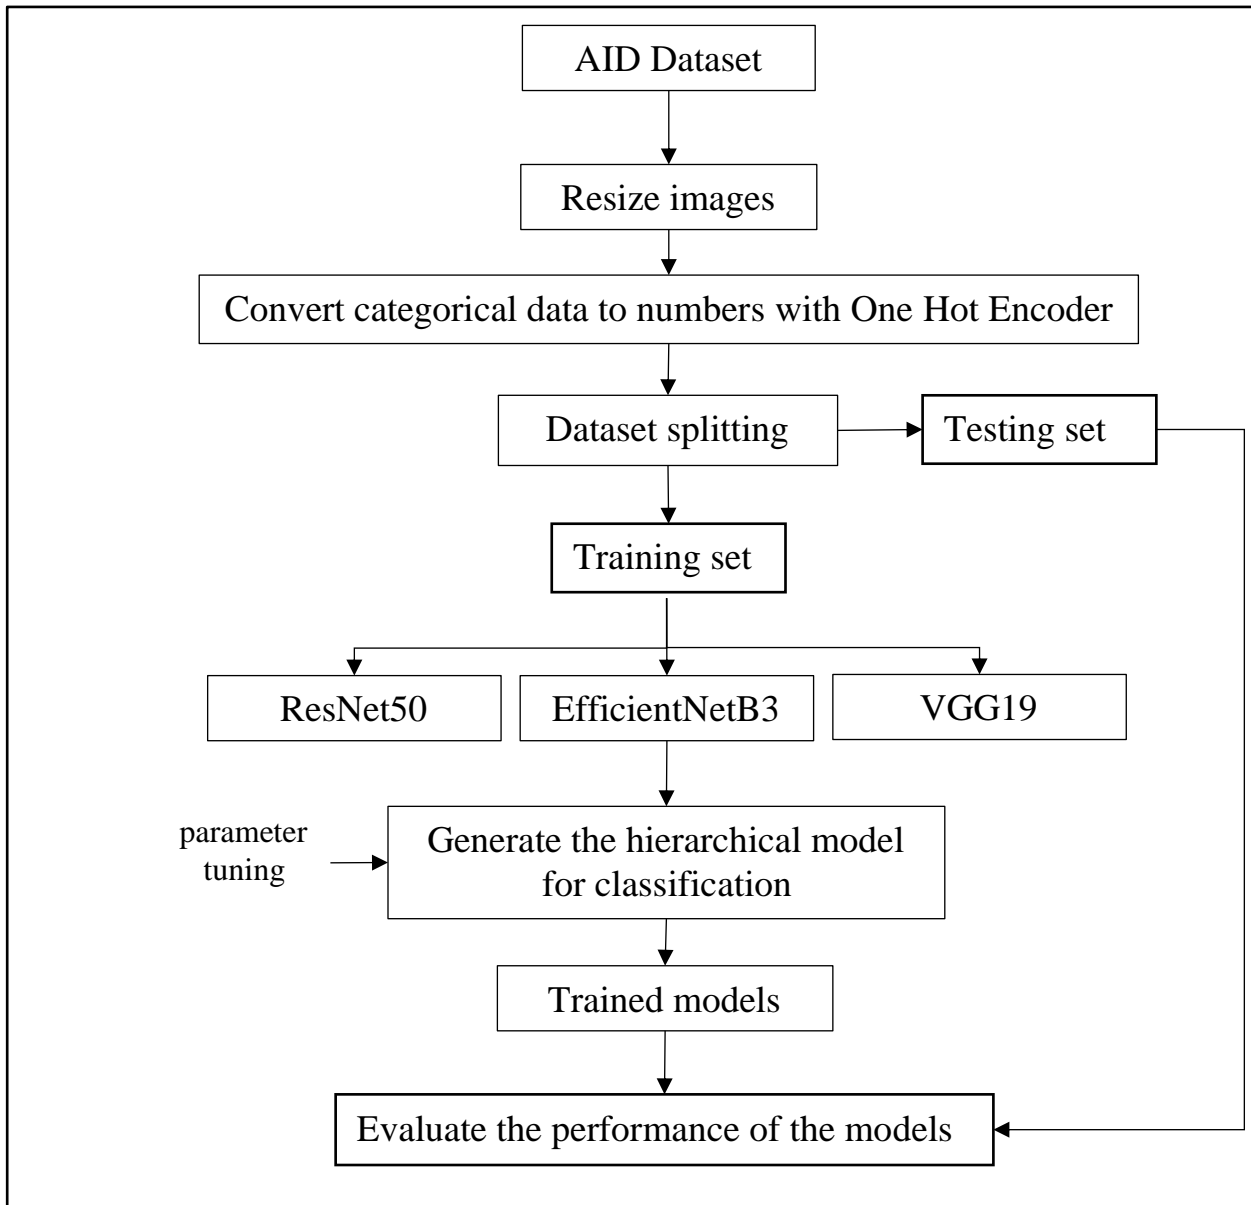 AID Dataset
Resize images
Convert categorical data to numbers with One Hot Encoder
Dataset splitting
Testing set
Training set
ResNet50
EfficientNetB3
VGG19
parameter
tuning
Generate the hierarchical model
for classification
Trained models
Evaluate the performance of the models